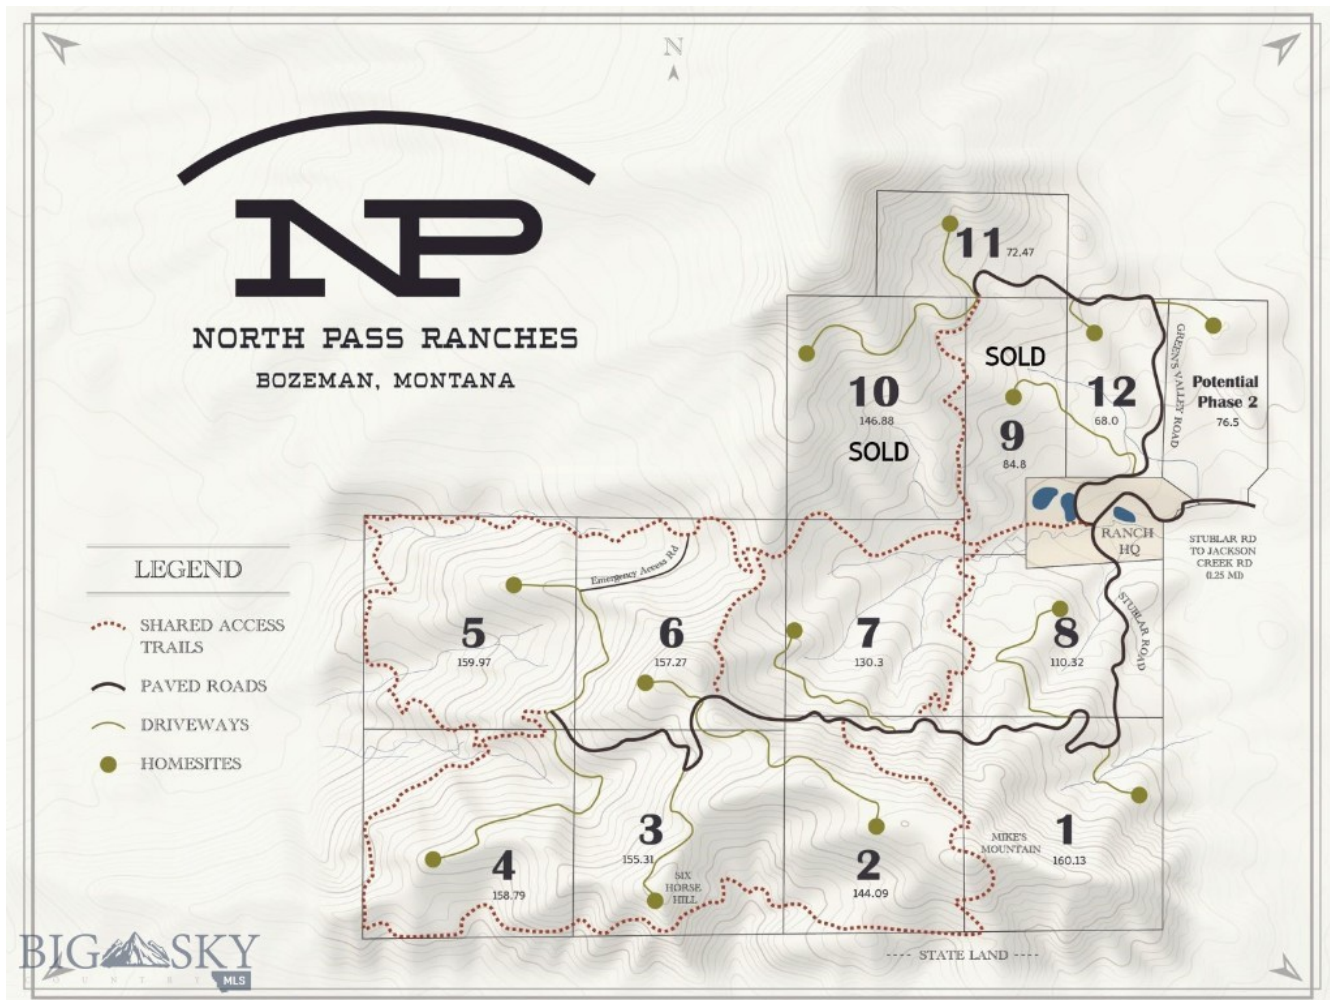 N
NP
NORTH PASS RANCHES
BOZEMAN, MONTANA
11 72.47
SOLD
10
146.88
SOLD
9
84.8
12
68.0
GREEN'S VALLEY ROAD
Potential
Phase 2
76.5
RANCH
HQ
STUBLAR RD
TO JACKSON
CREEK RD
(1.25 MI)
STUBLAR ROAD
Emergency Access Rd
5
159.97
6
157.27
7
130.3
8
110.32
LEGEND
SHARED ACCESS
TRAILS
PAVED ROADS
DRIVEWAYS
HOMESITES
4
158.79
3
155.31
SIX
HORSE
HILL
2
144.09
MIKE'S
MOUNTAIN
1
160.13
---- STATE LAND ----
BIG SKY
COUNTRY
MLS